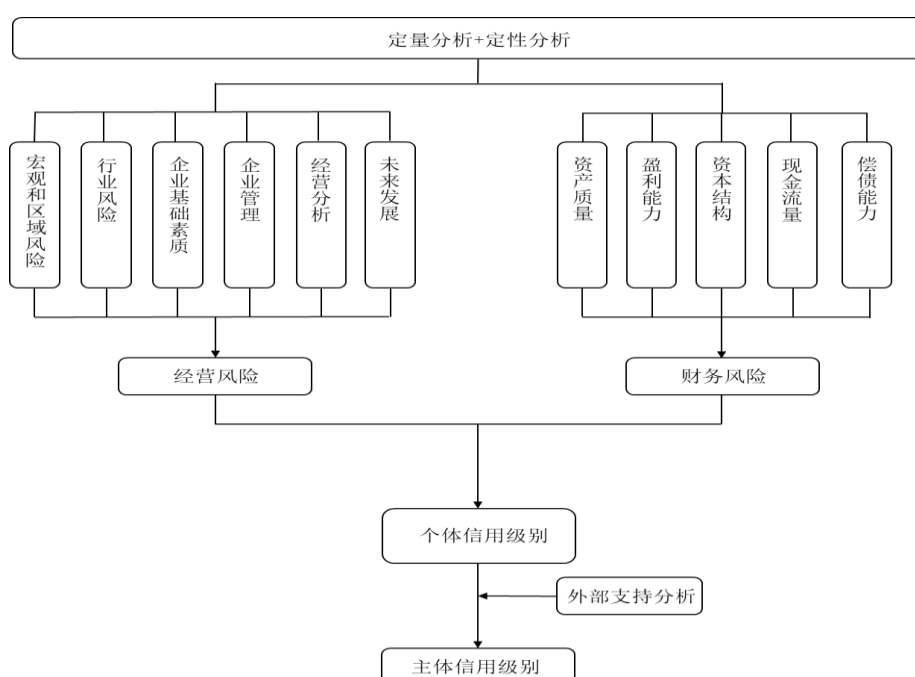 定量分析+定性分析
宏观和区域风险
行业风险
企业基础素质
企业管理
经营分析
未来发展
资产质量
盈利能力
资本结构
现金流量
偿债能力
经营风险
财务风险
个体信用级别
外部支持分析
主体信用级别